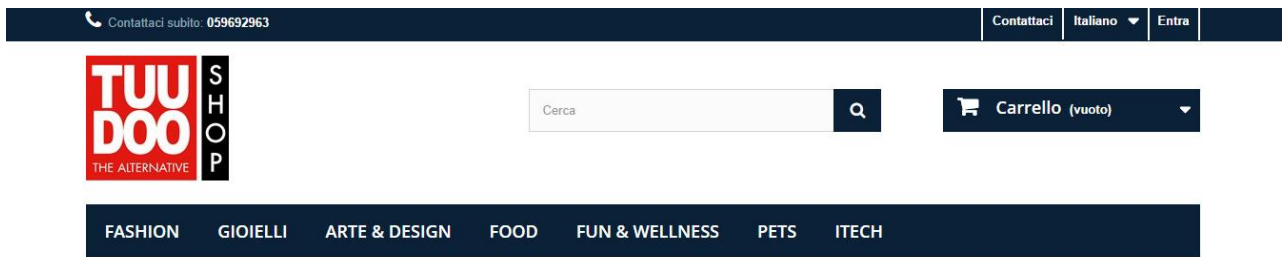 Contattaci subito: 059692963
Contattaci Italiano Entra
TUU
DOO
THE ALTERNATIVE
SHOP
Cerca
Carrello (vuoto)
FASHION GIOIELLI ARTE & DESIGN FOOD FUN & WELLNESS PETS ITECH